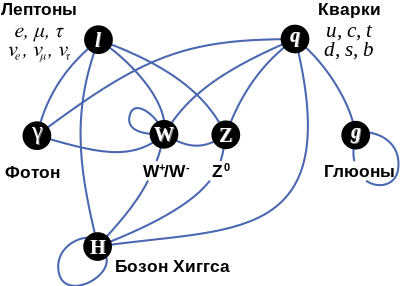 Лептоны
Кварки
e, μ, τ
νe, νμ, ντ
u, c, t
d, s, b
l
q
γ
W
Z
g
Фотон
W+/W-
Z0
Глюоны
H
Бозон Хиггса